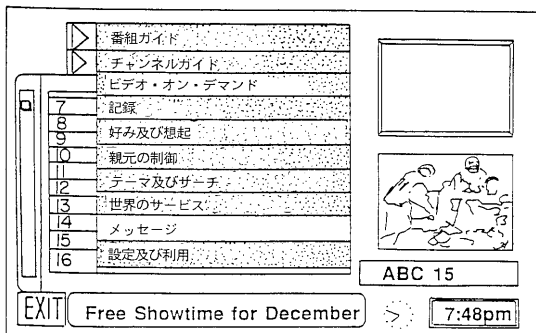 番組ガイド
チャンネルガイド
ビデオ・オン・デマンド
7 記録
8
9 好み及び想起
10 親元の制御
11
12 テーマ及びサーチ
13 世界のサービス
14 メッセージ
15
16 設定及び利用
ABC 15
EXIT Free Showtime for December 7:48pm